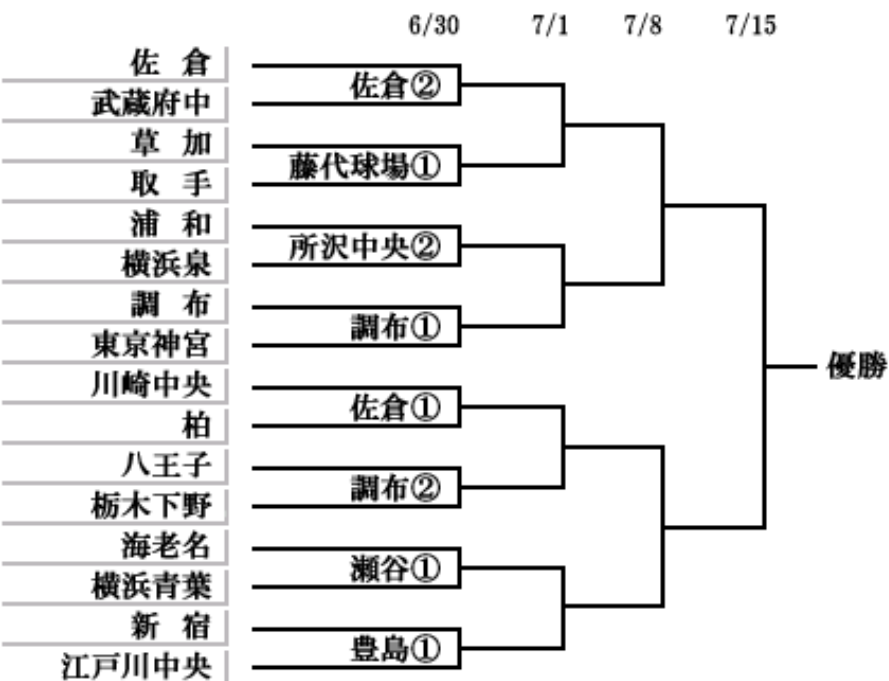 6/30 7/1 7/8 7/15
佐倉
佐倉②
武蔵府中
草加
藤代球場①
取手
浦和
所沢中央②
横浜泉
調布
調布①
東京神宮
優勝
川崎中央
佐倉①
柏
八王子
調布②
栃木下野
海老名
瀬谷①
横浜青葉
新宿
豊島①
江戸川中央